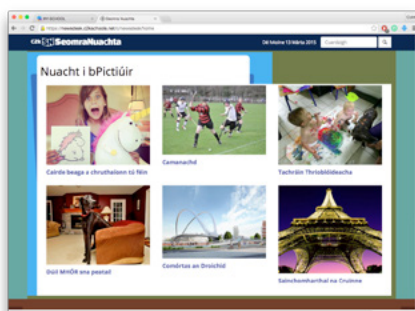 SeomraNuachta
Nuacht i bPictiúir
Cairde beaga a chruthaíonn tú féin
Camanachd
Tachráin Thrioblóideacha
Dúil MHÓR sna peataí!
Comórtas an Droichid
Sainchomharthaí na Cruinne